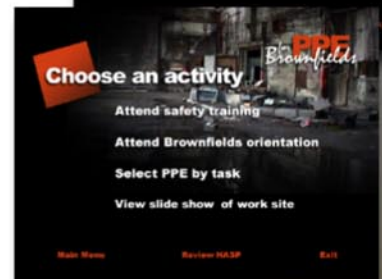 PPE
in
Brownfields
Choose an activity
Attend safety training
Attend Brownfields orientation
Select PPE by task
View slide show of work site
Main Menu
Review HASP
Exit